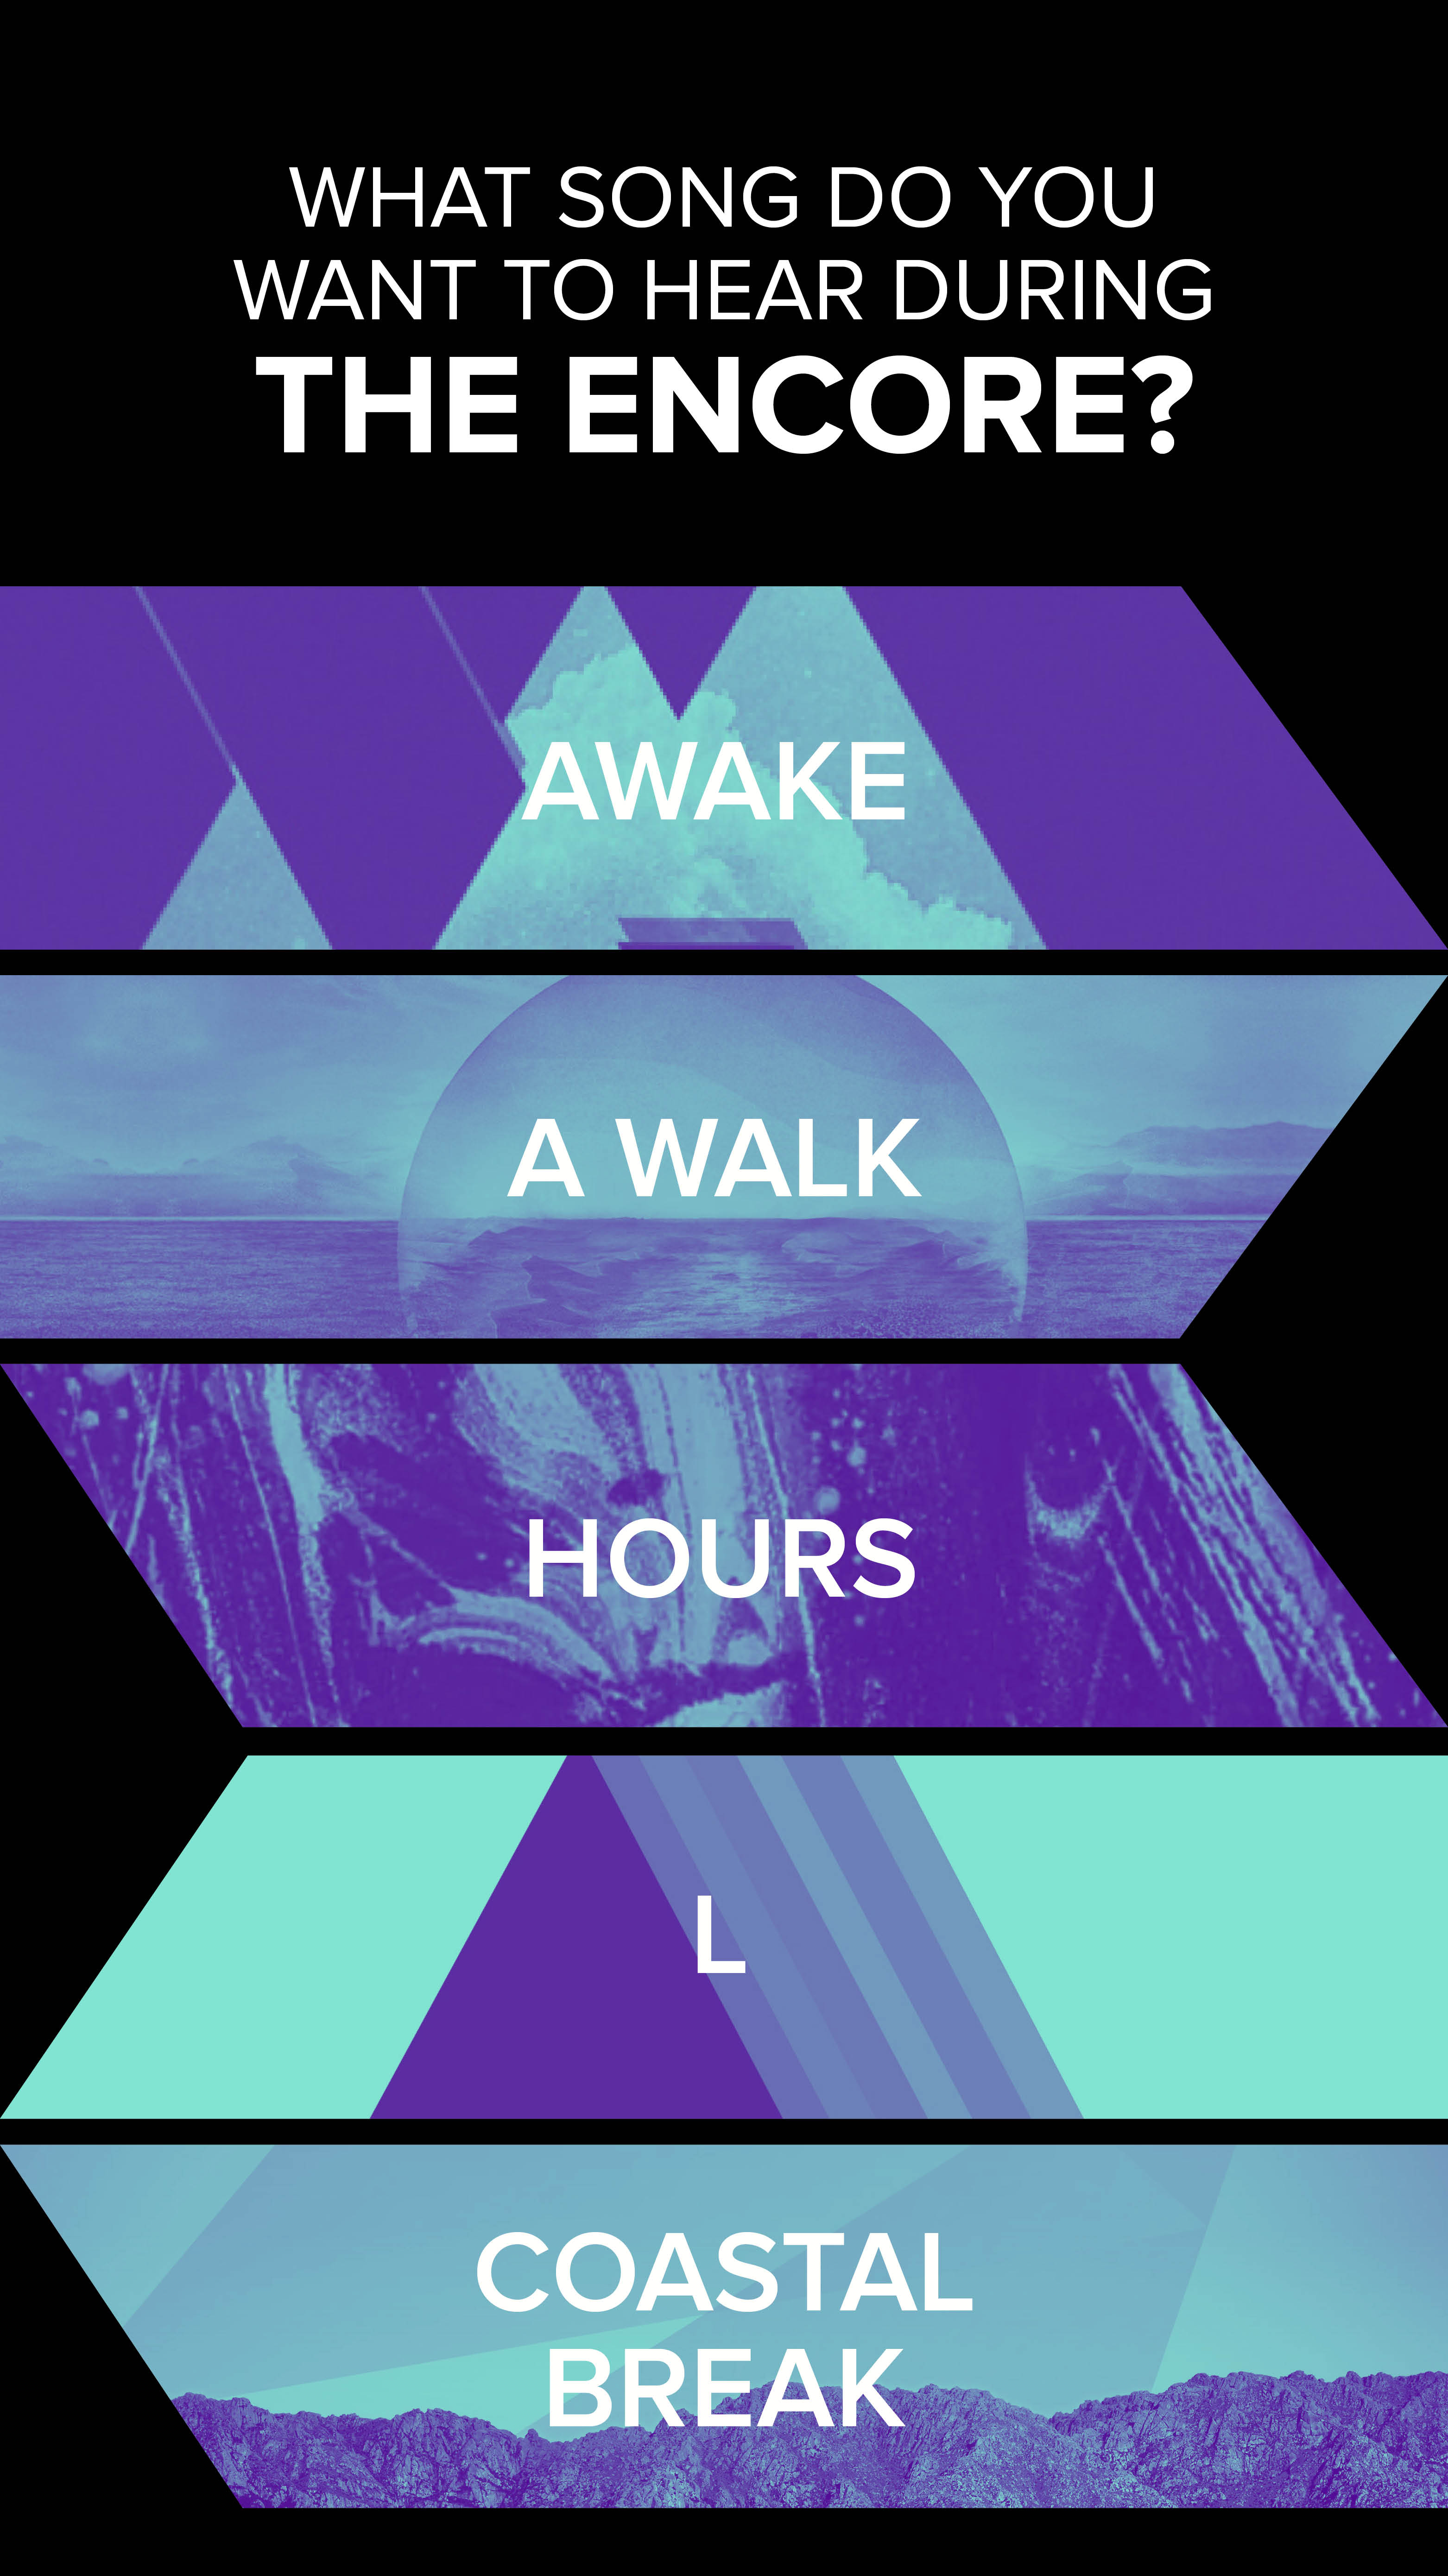 WHAT SONG DO YOU
WANT TO HEAR DURING
THE ENCORE?
AWAKE
A WALK
HOURS
L
COASTAL
BREAK